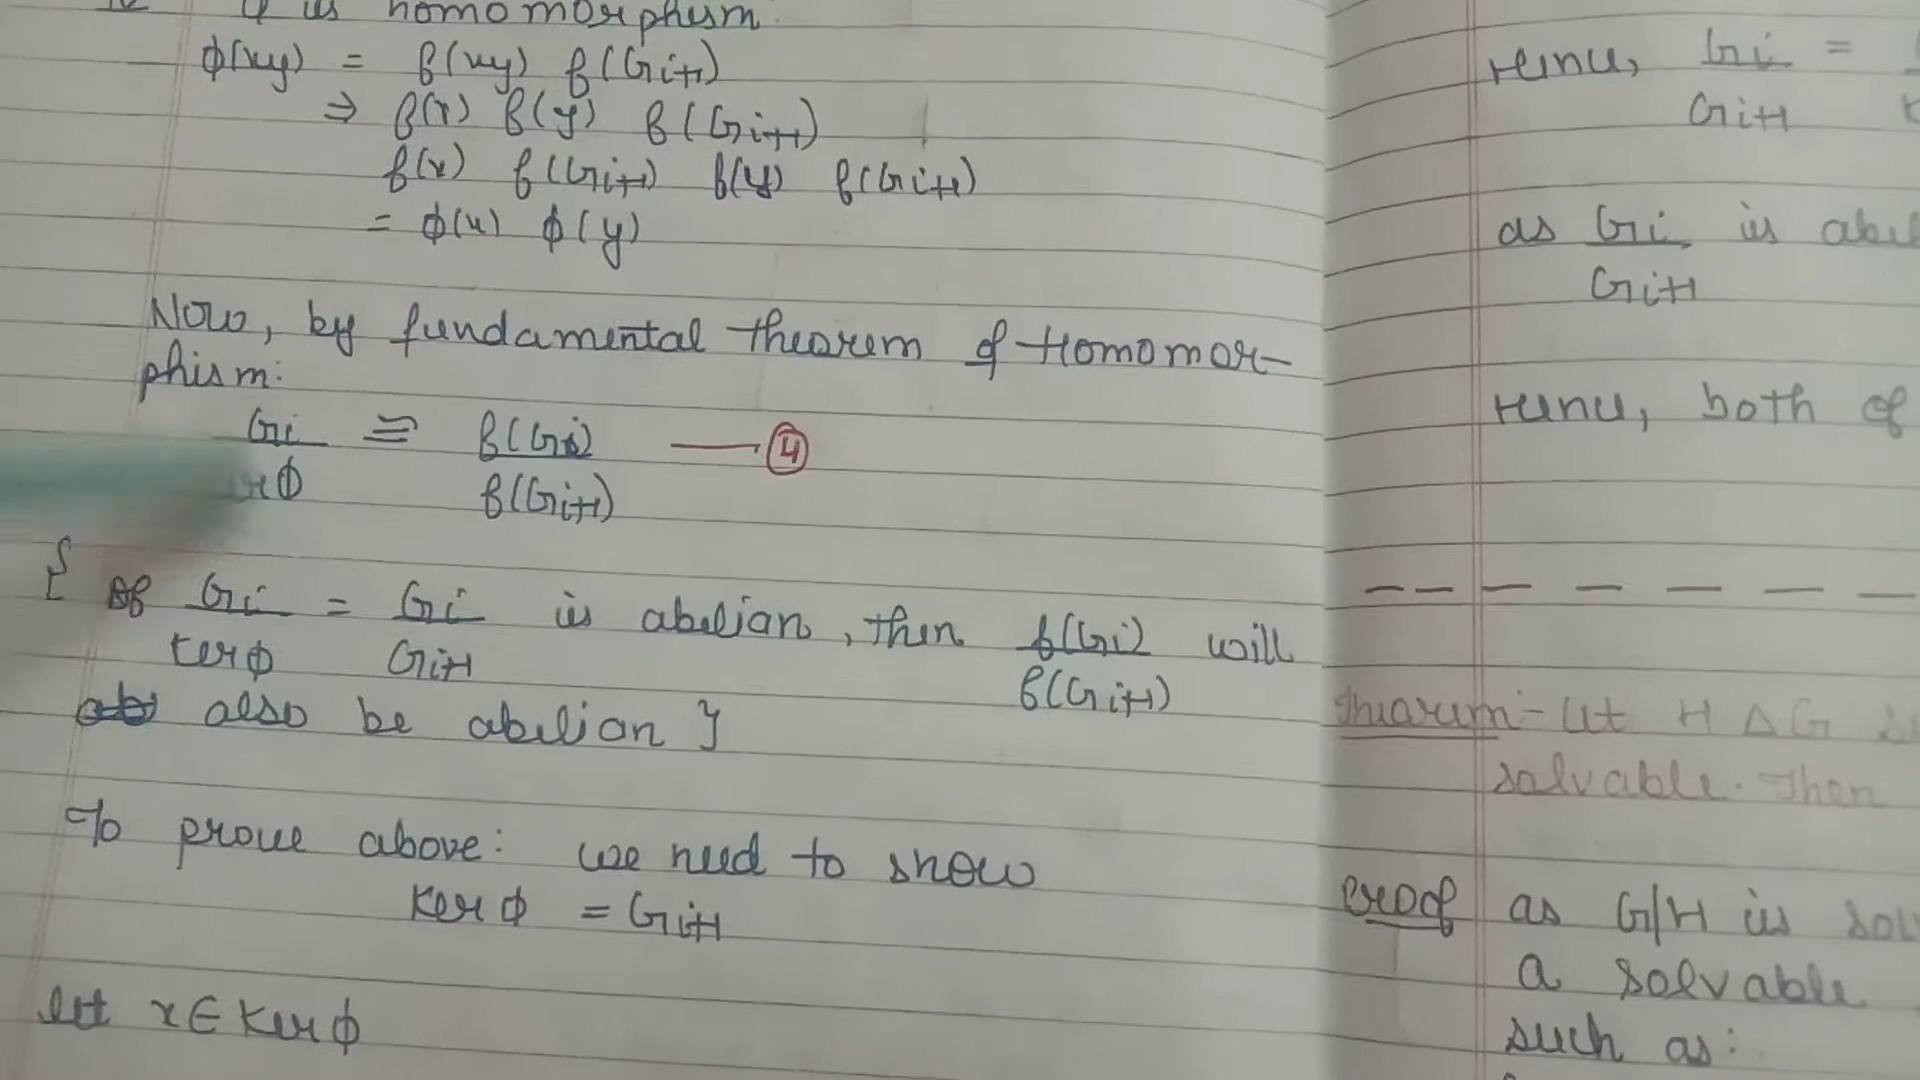 it is homomorphism
ϕ(xy) = f(xy) f(Gi+1)
⇒ f(x) f(y) f(Gi+1)
f(x) f(Gi+1) f(y) f(Gi+1)
= ϕ(x) ϕ(y)
Now, by fundamental theorem of Homomor-
phism:
Gi ≅ f(Gi) — ④
ϕ f(Gi+1)
{ If Gi = Gi is abelian, then f(Gi) will
Ker ϕ Gi+1 f(Gi+1)
also be abelian }
To prove above: we need to show
Ker ϕ = Gi+1
let x ∈ Ker ϕ
Hence, Gi =
Gi+1
as Gi is
Gi+1
Hence, both of
Theorem - let H Δ G
solvable. Then
Proof as G/H is
a solvable
such as: